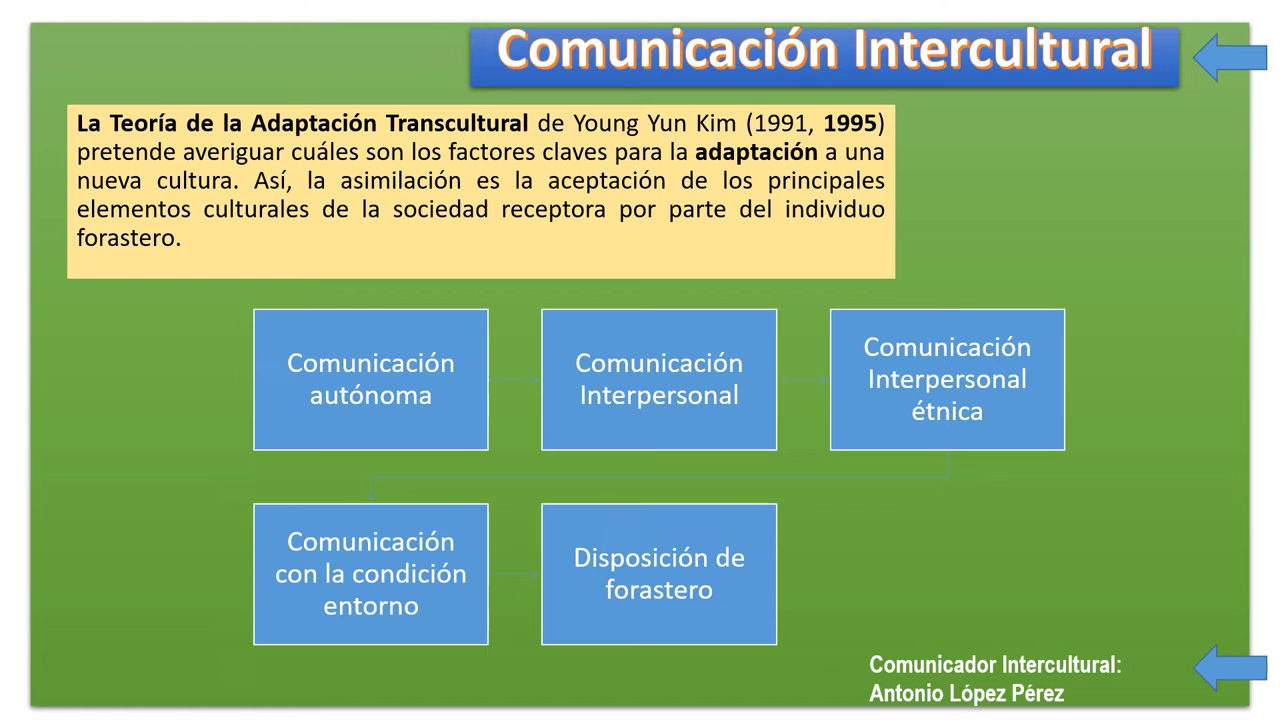 Comunicación Intercultural
La Teoría de la Adaptación Transcultural de Young Yun Kim (1991, 1995)
pretende averiguar cuáles son los factores claves para la adaptación a una
nueva cultura. Así, la asimilación es la aceptación de los principales
elementos culturales de la sociedad receptora por parte del individuo
forastero.
Comunicación
autónoma
Comunicación
Interpersonal
Comunicación
Interpersonal
étnica
Comunicación
con la condición
entorno
Disposición de
forastero
Comunicador Intercultural:
Antonio López Pérez